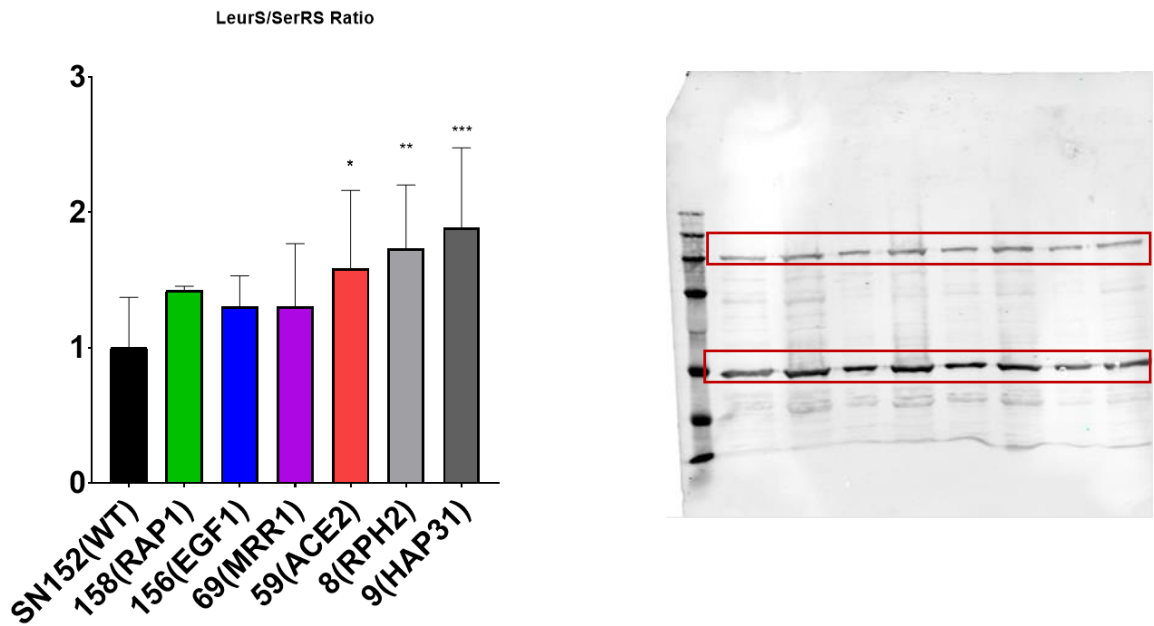 LeurS/SerRS Ratio
3
***
**
*
2
1
0
SN152(WT)
158(RAP1)
156(EGF1)
69(MRR1)
59(ACE2)
8(RPH2)
9(HAP31)